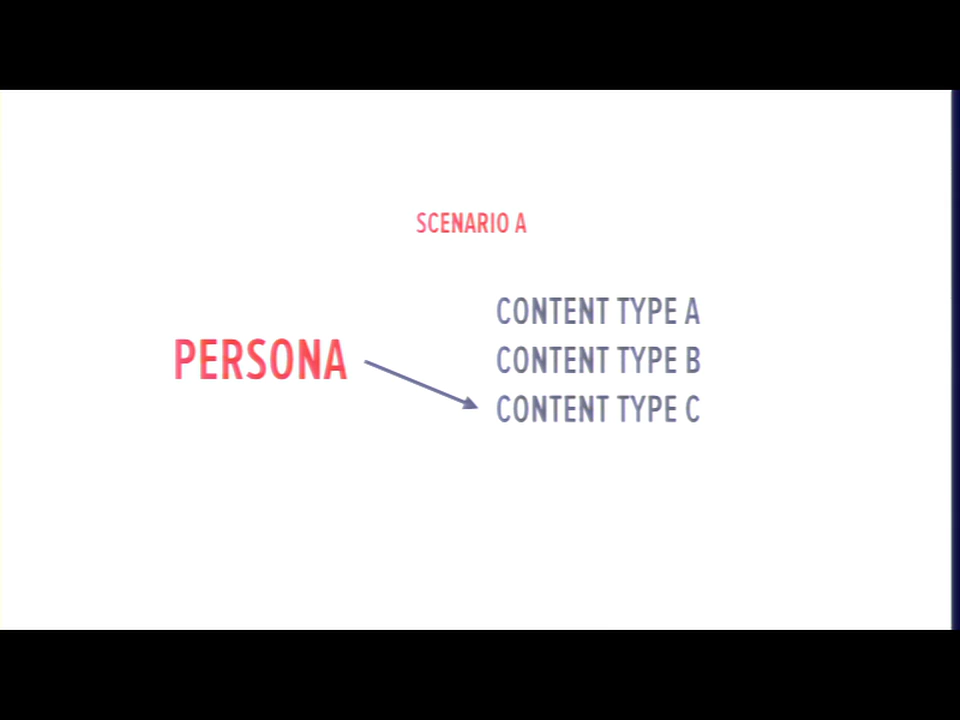 SCENARIO A
CONTENT TYPE A
PERSONA
CONTENT TYPE B
CONTENT TYPE C